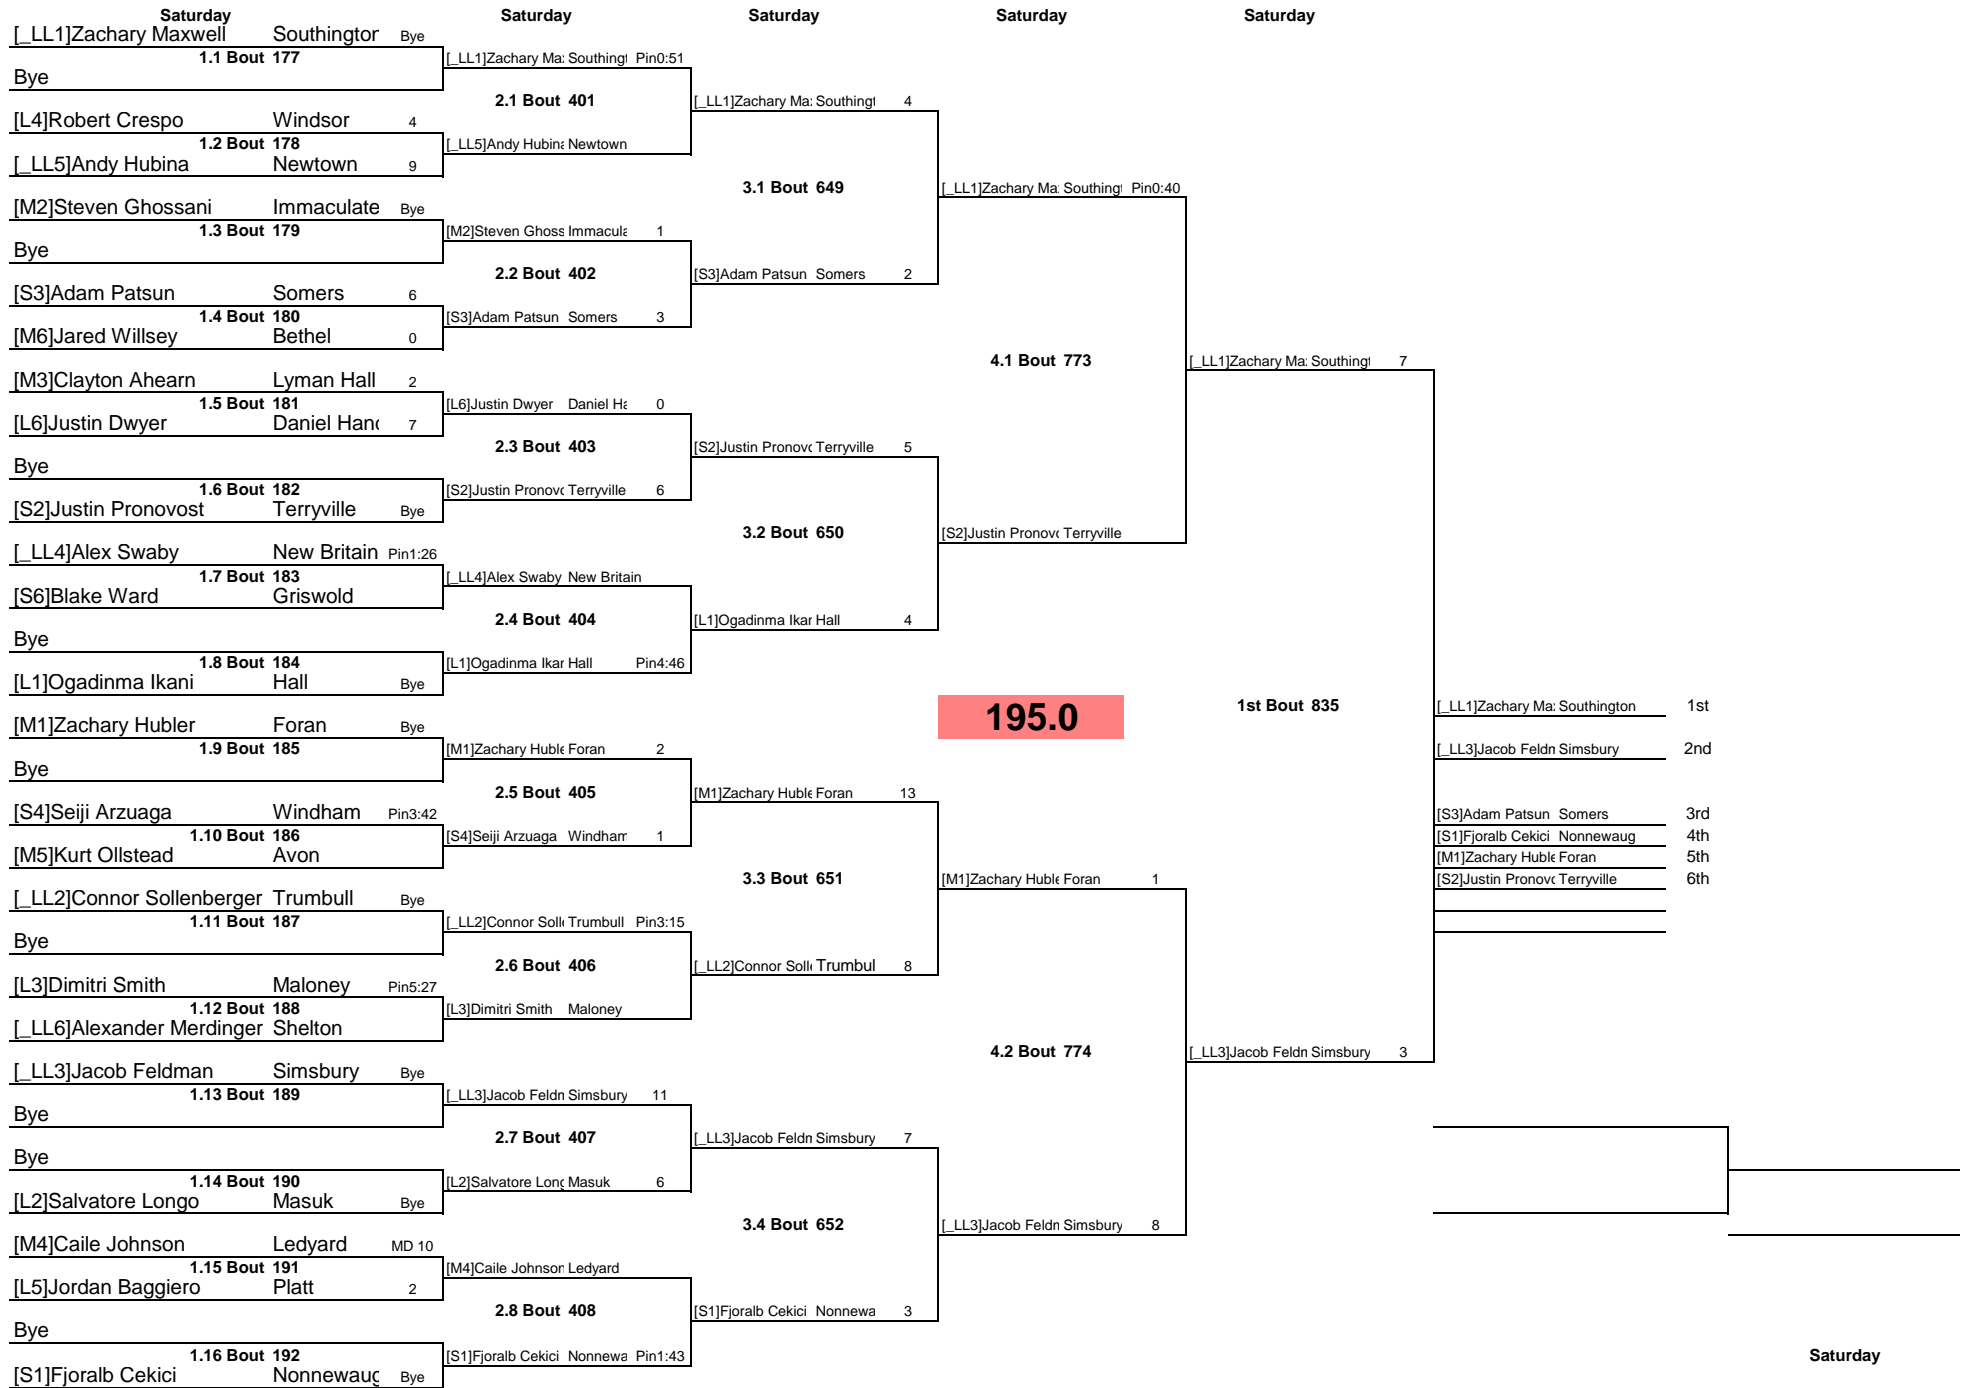 Saturday Saturday Saturday Saturday Saturday
[_LL1]Zachary Maxwell Southington Bye
1.1 Bout 177
Bye
[L4]Robert Crespo Windsor 4
1.2 Bout 178
[_LL5]Andy Hubina Newtown 9
[M2]Steven Ghossani Immaculate Bye
1.3 Bout 179
Bye
[S3]Adam Patsun Somers 6
1.4 Bout 180
[M6]Jared Willsey Bethel 0
[M3]Clayton Ahearn Lyman Hall 2
1.5 Bout 181
[L6]Justin Dwyer Daniel Hand 7
Bye
1.6 Bout 182
[S2]Justin Pronovost Terryville Bye
[_LL4]Alex Swaby New Britain Pin1:26
1.7 Bout 183
[S6]Blake Ward Griswold
Bye
1.8 Bout 184
[L1]Ogadinma Ikani Hall Bye
[M1]Zachary Hubler Foran Bye
1.9 Bout 185
Bye
[S4]Seiji Arzuaga Windham Pin3:42
1.10 Bout 186
[M5]Kurt Ollstead Avon
[_LL2]Connor Sollenberger Trumbull Bye
1.11 Bout 187
Bye
[L3]Dimitri Smith Maloney Pin5:27
1.12 Bout 188
[_LL6]Alexander Merdinger Shelton
[_LL3]Jacob Feldman Simsbury Bye
1.13 Bout 189
Bye
Bye
1.14 Bout 190
[L2]Salvatore Longo Masuk Bye
[M4]Caile Johnson Ledyard MD 10
1.15 Bout 191
[L5]Jordan Baggiero Platt 2
Bye
1.16 Bout 192
[S1]Fjoralb Cekici Nonnewaug Bye
[_LL1]Zachary Ma Southingt Pin0:51
2.1 Bout 401
[_LL5]Andy Hubina Newtown
[M2]Steven Ghoss Immacula 1
2.2 Bout 402
[S3]Adam Patsun Somers 3
[L6]Justin Dwyer Daniel Ha 0
2.3 Bout 403
[S2]Justin Pronovo Terryville 6
[_LL4]Alex Swaby New Britain
2.4 Bout 404
[L1]Ogadinma Ikar Hall Pin4:46
[M1]Zachary Huble Foran 2
2.5 Bout 405
[S4]Seiji Arzuaga Windham 1
[_LL2]Connor Solle Trumbull Pin3:15
2.6 Bout 406
[L3]Dimitri Smith Maloney
[_LL3]Jacob Feldn Simsbury 11
2.7 Bout 407
[L2]Salvatore Long Masuk 6
[M4]Caile Johnson Ledyard
2.8 Bout 408
[S1]Fjoralb Cekici Nonnewa Pin1:43
[_LL1]Zachary Ma Southingt 4
3.1 Bout 649
[S3]Adam Patsun Somers 2
[S2]Justin Pronovo Terryville 5
3.2 Bout 650
[L1]Ogadinma Ikar Hall 4
[M1]Zachary Huble Foran 13
3.3 Bout 651
[_LL2]Connor Solle Trumbul 8
[_LL3]Jacob Feldn Simsbury 7
3.4 Bout 652
[S1]Fjoralb Cekici Nonnewa 3
[_LL1]Zachary Ma Southingt Pin0:40
4.1 Bout 773
[S2]Justin Pronovo Terryville
195.0
[M1]Zachary Huble Foran 1
4.2 Bout 774
[_LL3]Jacob Feldn Simsbury 8
[_LL1]Zachary Ma Southingt 7
1st Bout 835
[_LL3]Jacob Feldn Simsbury 3
[_LL1]Zachary Ma Southington 1st
[_LL3]Jacob Feldn Simsbury 2nd
[S3]Adam Patsun Somers 3rd
[S1]Fjoralb Cekici Nonnewaug 4th
[M1]Zachary Huble Foran 5th
[S2]Justin Pronovo Terryville 6th
Saturday